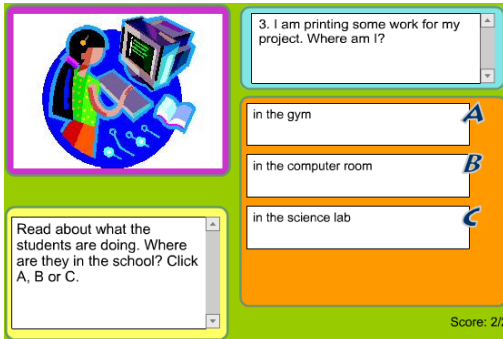 3. I am printing some work for my
project. Where am I?
in the gym
A
in the computer room
B
in the science lab
C
Read about what the
students are doing. Where
are they in the school? Click
A, B or C.
Score: 2/